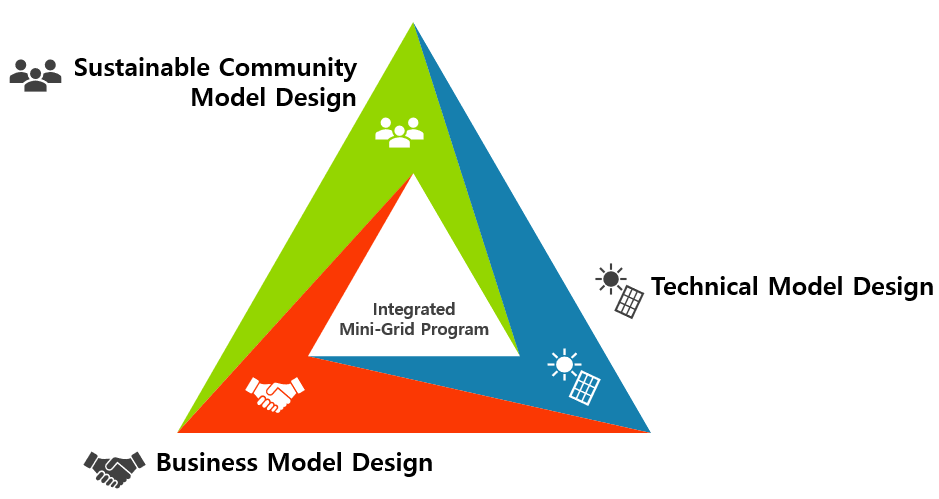 Sustainable Community
Model Design
Technical Model Design
Integrated
Mini-Grid Program
Business Model Design